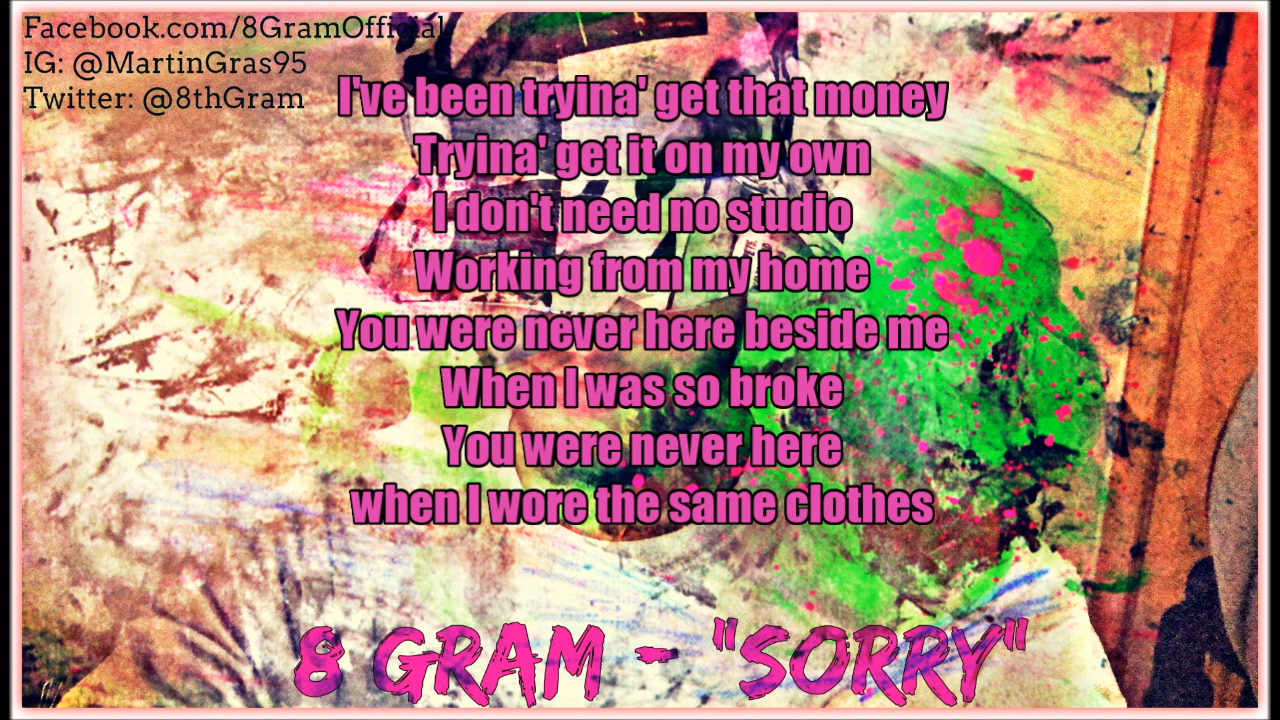 Facebook.com/8GramOfficial
IG: @MartinGras95
Twitter: @8thGram
I've been tryina' get that money
Tryina' get it on my own
I don't need no studio
Working from my home
You were never here beside me
When I was so broke
You were never here
when I wore the same clothes
8 GRAM - "SORRY"